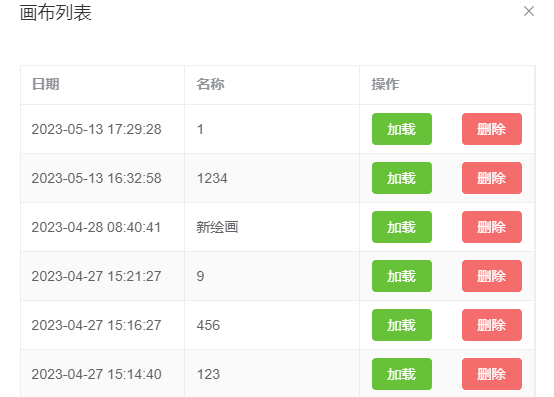 画布列表
日期 名称 操作
2023-05-13 17:29:28 1 加载 删除
2023-05-13 16:32:58 1234 加载 删除
2023-04-28 08:40:41 新绘画 加载 删除
2023-04-27 15:21:27 9 加载 删除
2023-04-27 15:16:27 456 加载 删除
2023-04-27 15:14:40 123 加载 删除